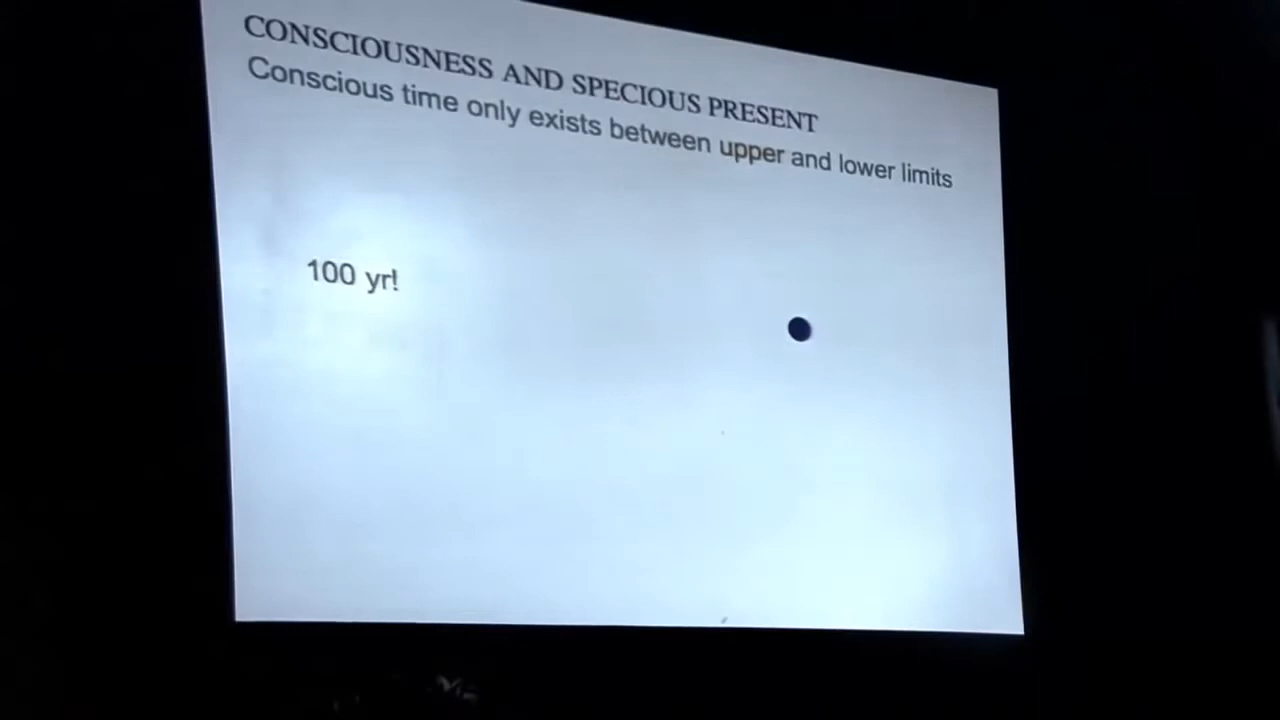 CONSCIOUSNESS AND SPECIOUS PRESENT
Conscious time only exists between upper and lower limits
100 yr!